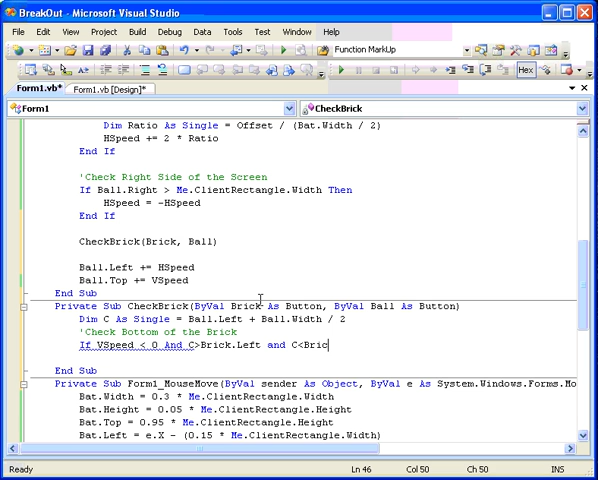 BreakOut - Microsoft Visual Studio
File Edit View Project Build Debug Data Tools Test Window Help
Function MarkUp
Hex
Form1.vb* Form1.vb [Design]*
Form1 CheckBrick
Dim Ratio As Single = Offset / (Bat.Width / 2)
HSpeed += 2 * Ratio
End If
'Check Right Side of the Screen
If Ball.Right > Me.ClientRectangle.Width Then
HSpeed = -HSpeed
End If
CheckBrick(Brick, Ball)
Ball.Left += HSpeed
Ball.Top += VSpeed
End Sub
Private Sub CheckBrick(ByVal Brick As Button, ByVal Ball As Button)
Dim C As Single = Ball.Left + Ball.Width / 2
'Check Bottom of the Brick
If VSpeed < 0 And C>Brick.Left and C<Bric
End Sub
Private Sub Form1_MouseMove(ByVal sender As Object, ByVal e As System.Windows.Forms.Mo
Bat.Width = 0.3 * Me.ClientRectangle.Width
Bat.Height = 0.05 * Me.ClientRectangle.Height
Bat.Top = 0.95 * Me.ClientRectangle.Height
Bat.Left = e.X - (0.15 * Me.ClientRectangle.Width)
Ready Ln 46 Col 50 Ch 50 INS